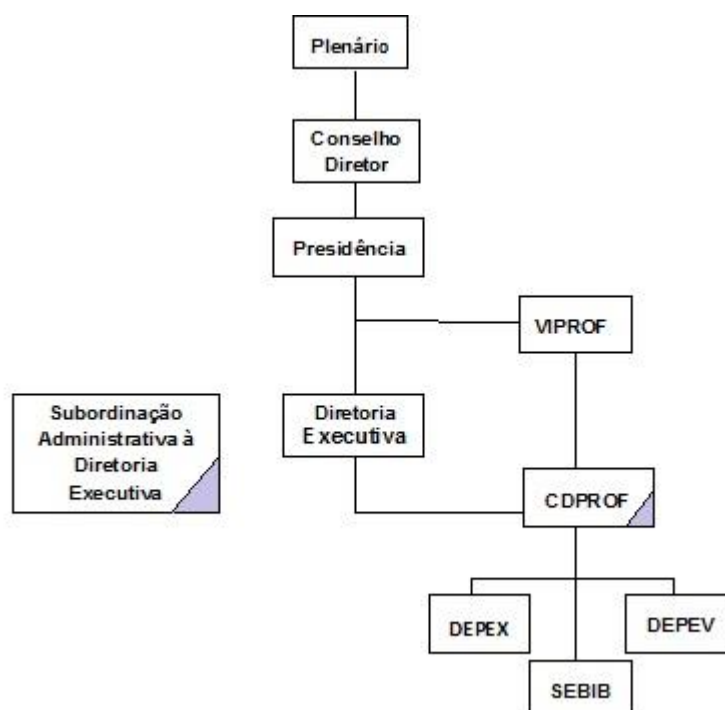 Plenário
Conselho
Diretor
Presidência
VIPROF
Subordinação
Administrativa à
Diretoria
Executiva
Diretoria
Executiva
CDPROF
DEPEX
DEPEV
SEBIB